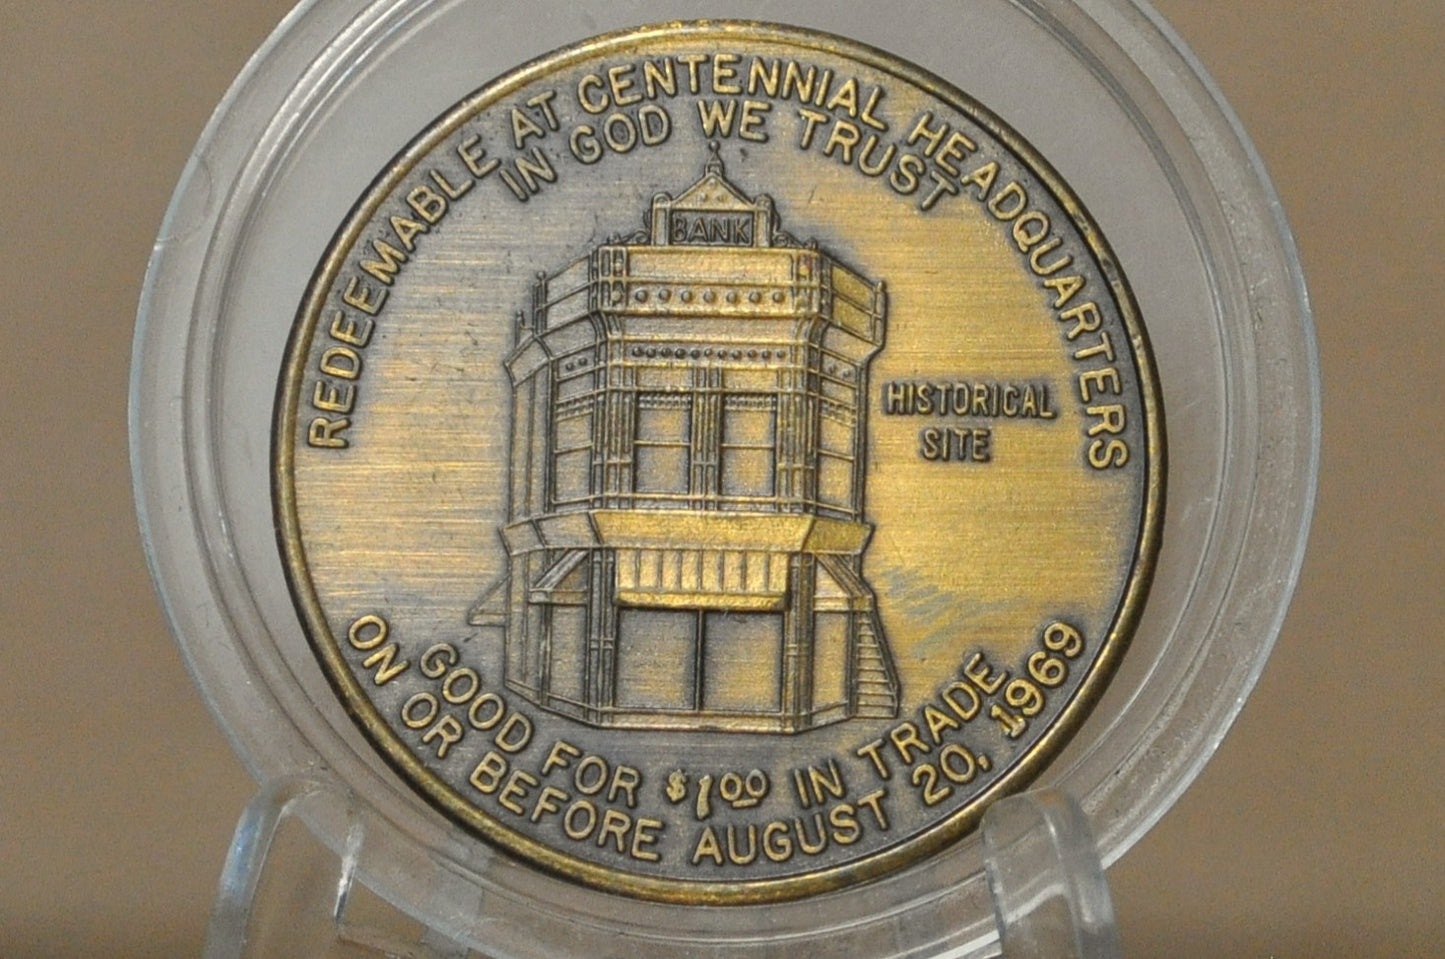 REDEEMABLE AT CENTENNIAL HEADQUARTERS
IN GOD WE TRUST
BANK
HISTORICAL
SITE
GOOD FOR $1.00 IN TRADE
ON OR BEFORE AUGUST 20, 1969